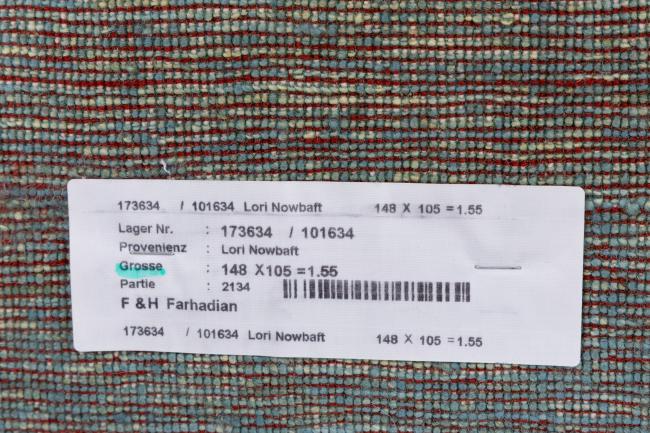 173634 / 101634 Lori Nowbaft 148 X 105 = 1.55
Lager Nr. : 173634 / 101634
Provenienz : Lori Nowbaft
Grosse : 148 X 105 = 1.55
Partie : 2134
F & H Farhadian
173634 / 101634 Lori Nowbaft 148 X 105 = 1.55